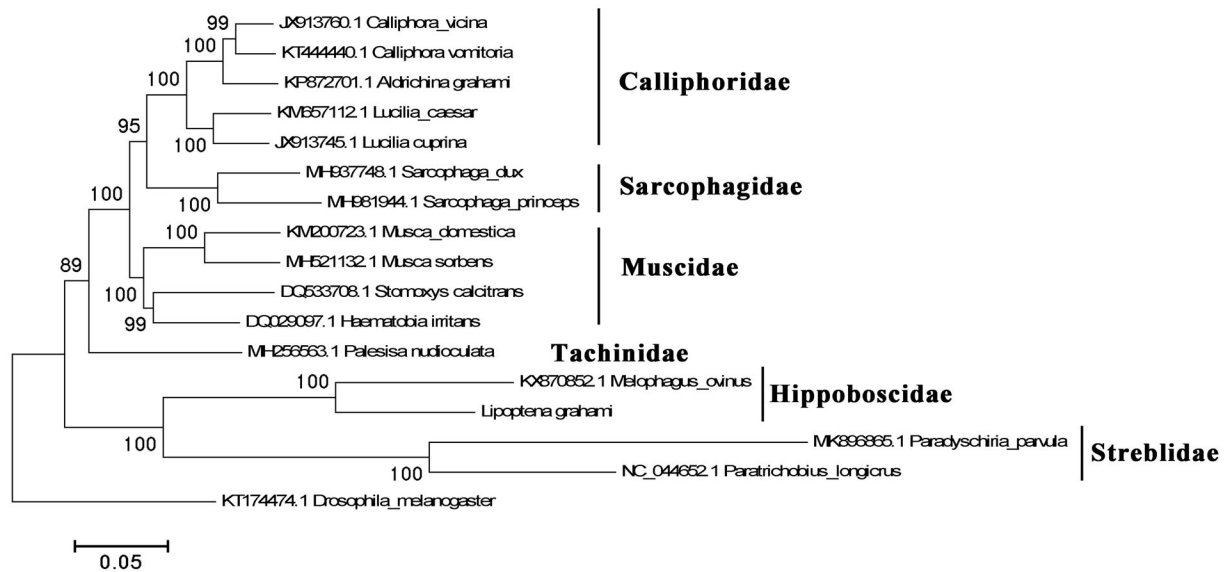 99
JX913760.1 Calliphora_vicina
100
KT444440.1 Calliphora vomitoria
100
KP872701.1 Aldrichina grahami
Calliphoridae
KM657112.1 Lucilia_caesar
95
100
JX913745.1 Lucilia cuprina
MH937748.1 Sarcophaga_dux
Sarcophagidae
100
100
MH981944.1 Sarcophaga_princeps
100
KM200723.1 Musca_domestica
89
MH521132.1 Musca sorbens
Muscidae
100
DQ533708.1 Stomoxys calcitrans
99
DQ029097.1 Haematobia irritans
MH256563.1 Palesisa nudioculata
Tachinidae
100
KX870852.1 Melophagus_ovinus
Hippoboscidae
Lipoptena grahami
100
MK896865.1 Paradyschiria_parvula
Streblidae
100
NC_044652.1 Paratrichobius_longicrus
KT174474.1 Drosophila_melanogaster
0.05